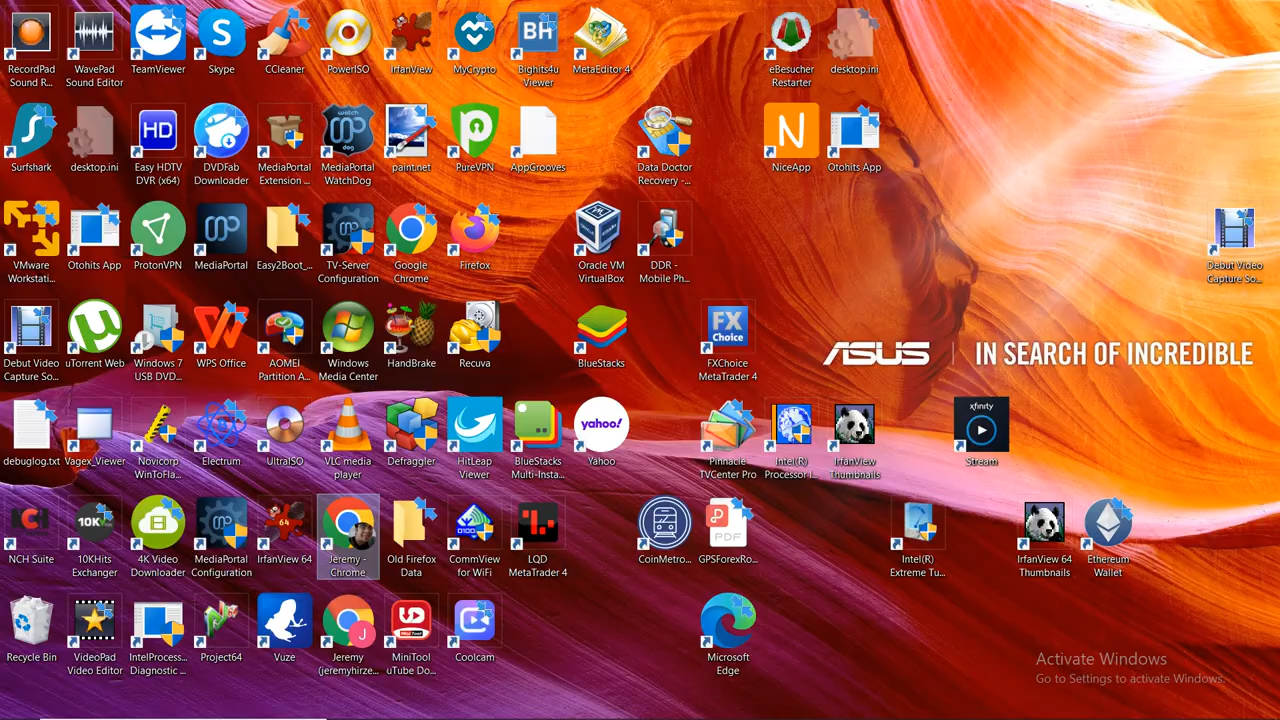 RecordPad
Sound R...
WavePad
Sound Editor
TeamViewer
Skype
CCleaner
PowerISO
IrfanView
MyCrypto
BH
Bighits4u
Viewer
MetaEditor 4
eBesucher
Restarter
desktop.ini
Surfshark
desktop.ini
HD
Easy HDTV
DVR (x64)
DVDFab
Downloader
MediaPortal
Extension ...
watch
dog
MediaPortal
WatchDog
paint.net
PureVPN
AppGrooves
Data Doctor
Recovery -...
N
NiceApp
Otohits App
VMware
Workstati...
Otohits App
ProtonVPN
MediaPortal
Easy2Boot_...
TV-Server
Configuration
Google
Chrome
Firefox
Oracle VM
VirtualBox
DDR -
Mobile Ph...
Debut Video
Capture So...
Debut Video
Capture So...
uTorrent Web
Windows 7
USB DVD...
WPS Office
AOMEI
Partition A...
Windows
Media Center
HandBrake
Recuva
BlueStacks
FX
Choice
FXChoice
MetaTrader 4
ASUS
IN SEARCH OF INCREDIBLE
debuglog.txt
Vagex_Viewer
Novicorp
WinToFla...
Electrum
UltraISO
VLC media
player
Defraggler
HitLeap
Viewer
BlueStacks
Multi-Insta...
yahoo!
Yahoo
Pinnacle
TVCenter Pro
Intel(R)
Processor I...
IrfanView
Thumbnails
xfinity
Stream
NCH Suite
10K
10KHits
Exchanger
4K Video
Downloader
MediaPortal
Configuration
64
IrfanView 64
Jeremy -
Chrome
Old Firefox
Data
0100
CommView
for WiFi
LQD
MetaTrader 4
CoinMetro...
PDF
GPSForexRo...
Intel(R)
Extreme Tu...
IrfanView 64
Thumbnails
Ethereum
Wallet
Recycle Bin
VideoPad
Video Editor
IntelProcess...
Diagnostic ...
Project64
Vuze
J
Jeremy
(jeremyhirze...
UD
MiniTool
uTube Do...
Coolcam
Microsoft
Edge
Activate Windows
Go to Settings to activate Windows.